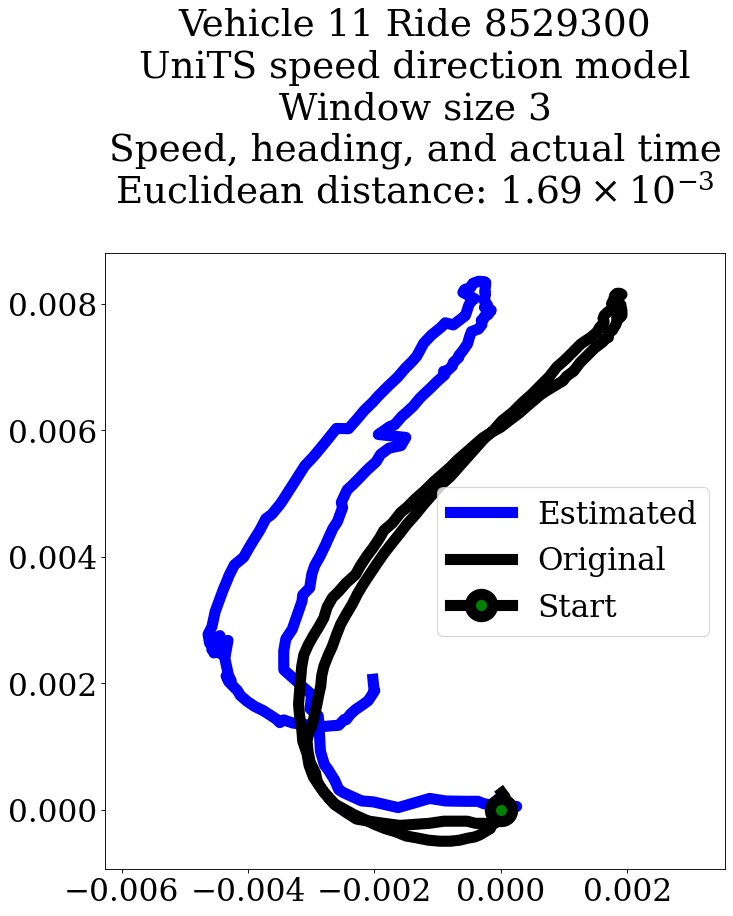 Vehicle 11 Ride 8529300
UniTS speed direction model
Window size 3
Speed, heading, and actual time
Euclidean distance: 1.69 × 10⁻³
0.008
0.006
0.004
0.002
0.000
Estimated
Original
Start
−0.006 −0.004 −0.002 0.000 0.002